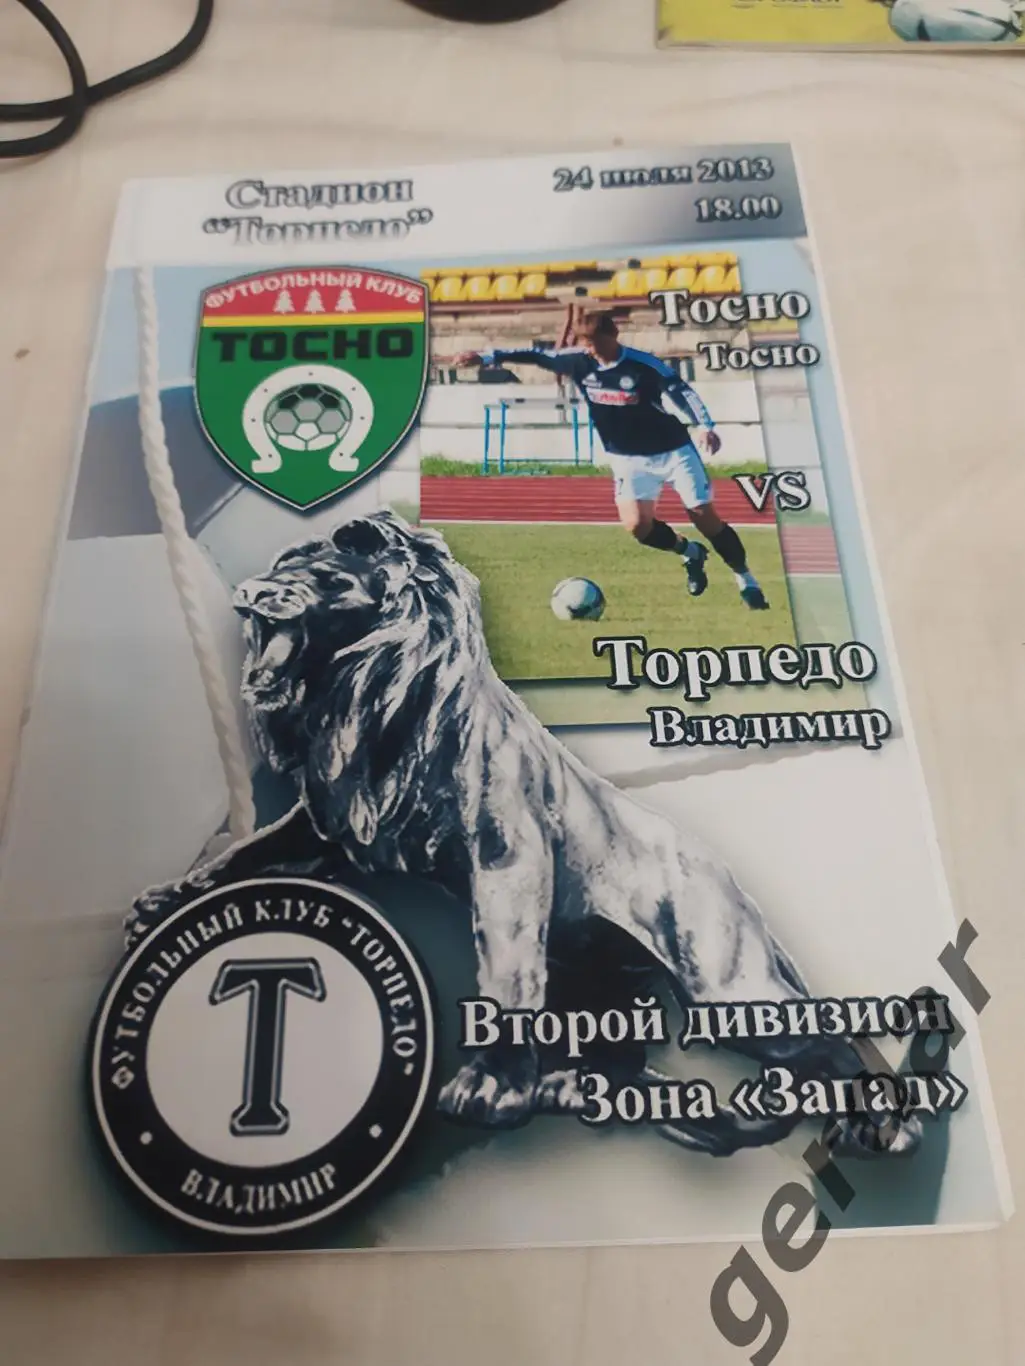 Стадион
“Торпедо”
24 июля 2013
18.00
ФУТБОЛЬНЫЙ КЛУБ
ТОСНО
Тосно
Тосно
vs
Торпедо
Владимир
ФУТБОЛЬНЫЙ КЛУБ "ТОРПЕДО"
Т
ВЛАДИМИР
Второй дивизион
Зона «Запад»
gerdar